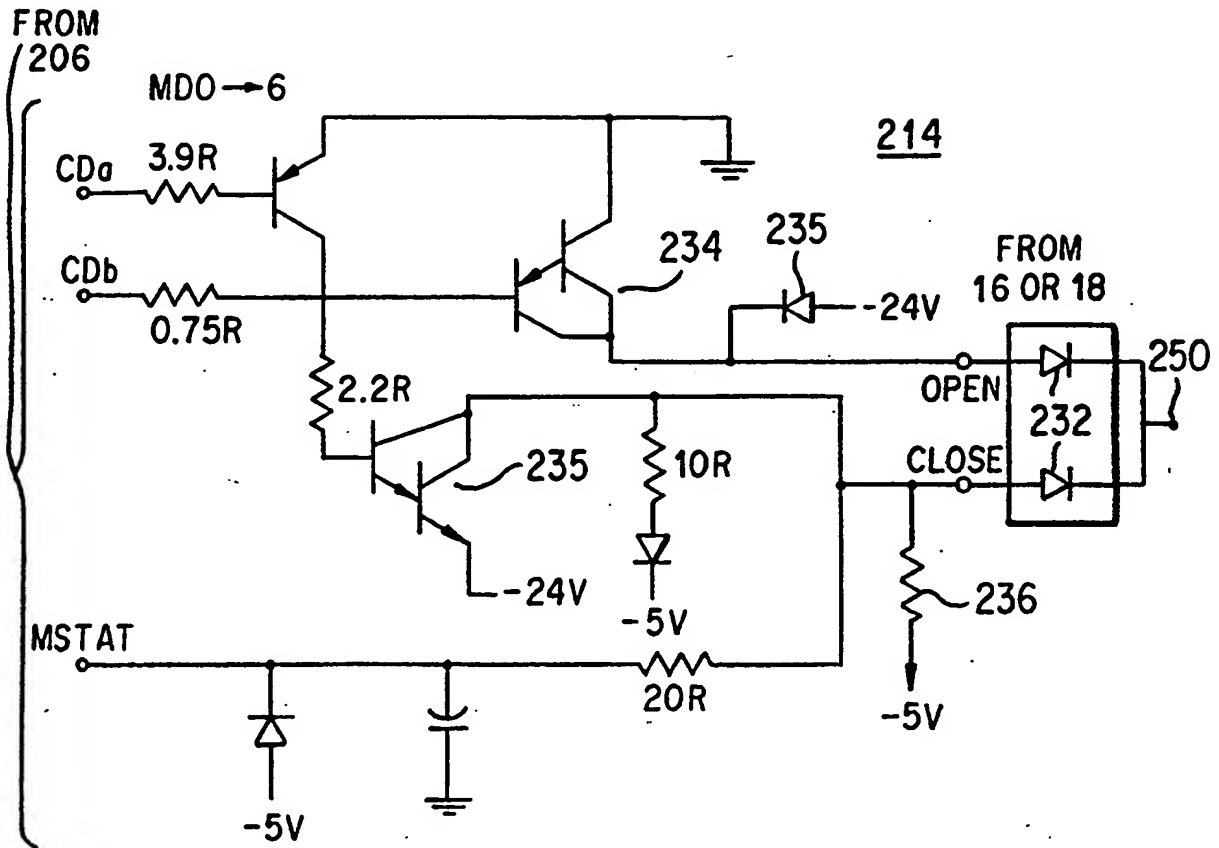 FROM
206
MDO→6
214
CDa
3.9R
CDb
0.75R
234
235
-24V
FROM
16 OR 18
250
OPEN
232
CLOSE
2.2R
235
10R
-24V
-5V
236
-5V
MSTAT
20R
-5V